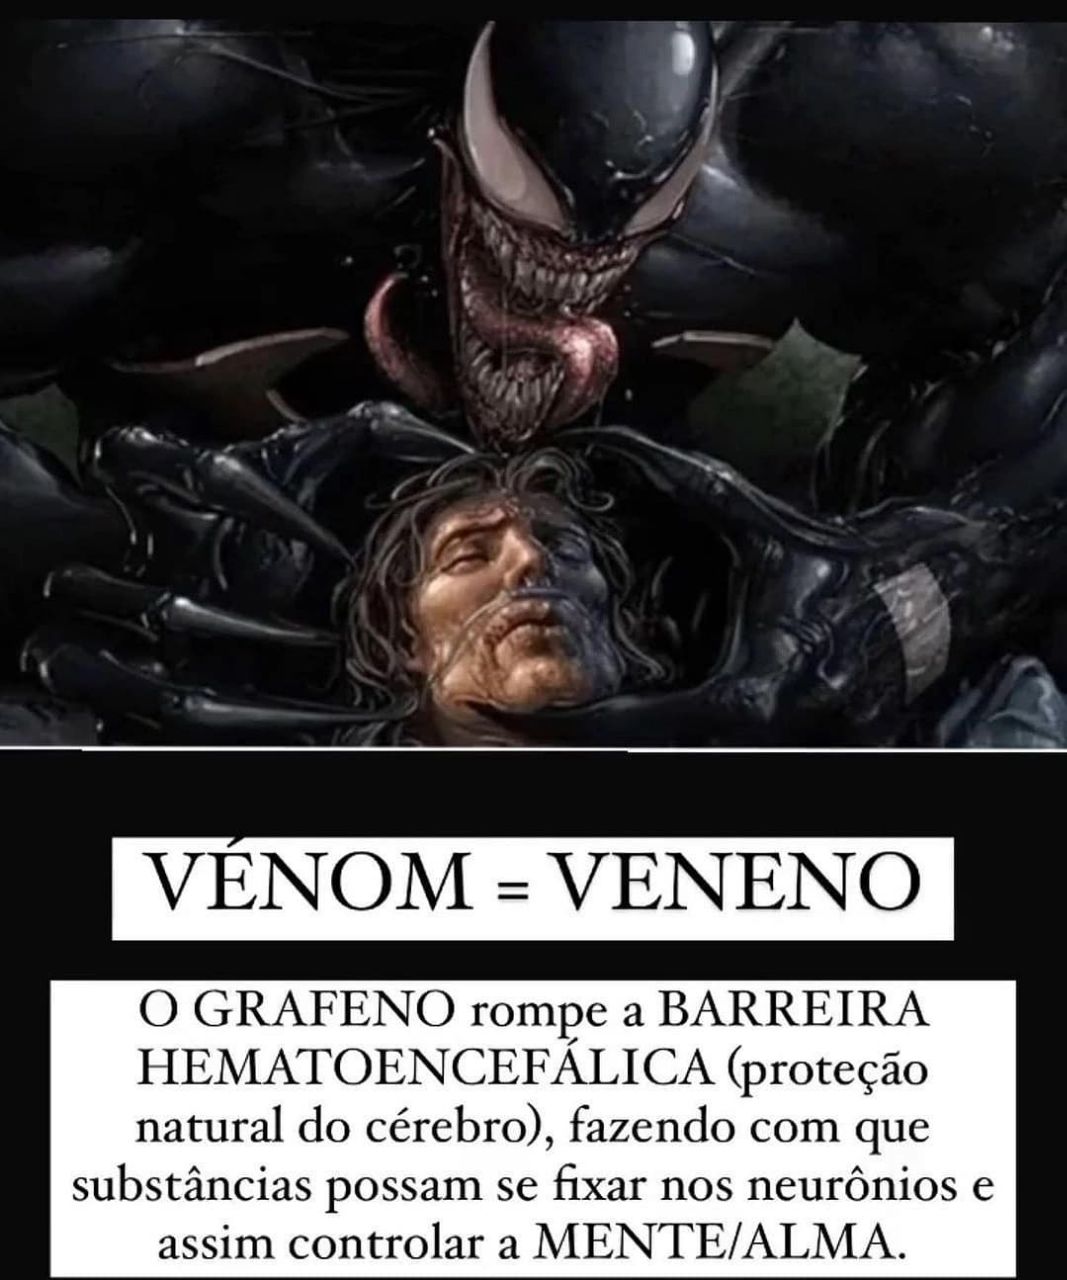 VÉNOM = VENENO
O GRAFENO rompe a BARREIRA
HEMATOENCEFÁLICA (proteção
natural do cérebro), fazendo com que
substâncias possam se fixar nos neurônios e
assim controlar a MENTE/ALMA.